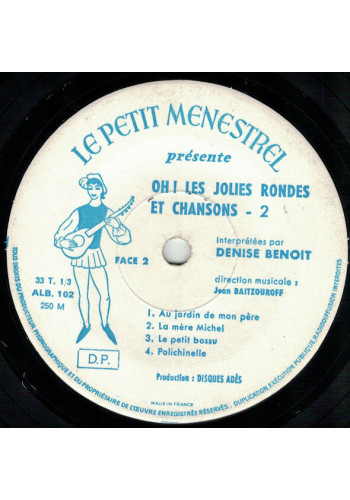 LE PETIT MENESTREL
présente
OH! LES JOLIES RONDES
ET CHANSONS - 2
interprétées par
DENISE BENOIT
FACE 2
direction musicale :
Jean BAITZOUROFF
33 T. 1/3
ALB. 102
250 M
1. Au jardin de mon père
2. La mère Michel
3. Le petit bossu
4. Polichinelle
D.P.
Production : DISQUES ADÈS
MADE IN FRANCE
TOUS DROITS DU PRODUCTEUR PHONOGRAPHIQUE ET DU PROPRIÉTAIRE DE L'ŒUVRE ENREGISTRÉE RÉSERVÉS. DUPLICATION EXÉCUTION PUBLIQUE, RADIODIFFUSION INTERDITES